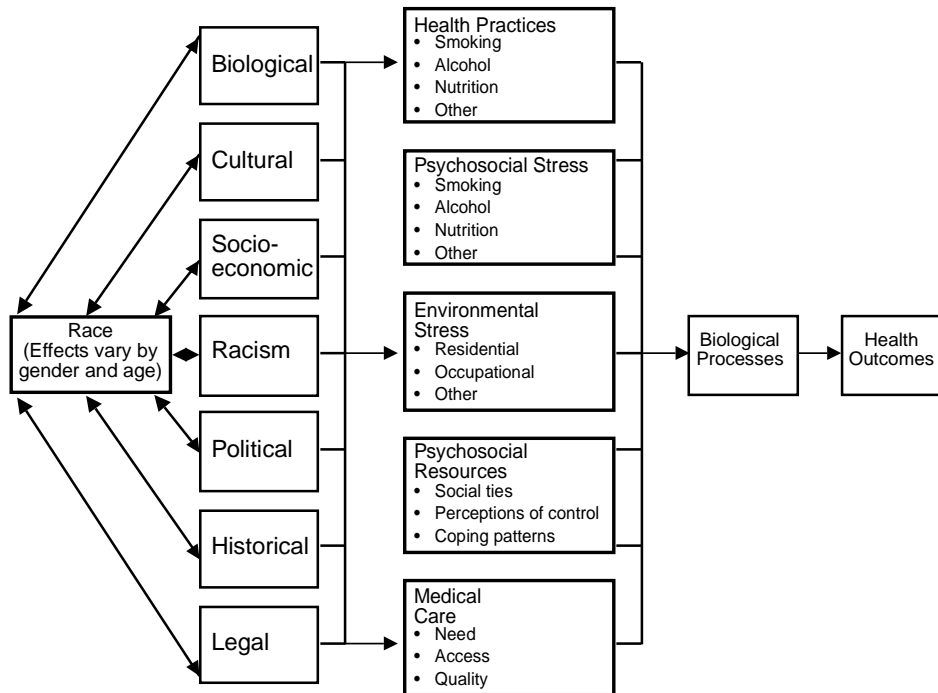 Race
(Effects vary by
gender and age)
Biological
Cultural
Socio-
economic
Racism
Political
Historical
Legal
Health Practices
• Smoking
• Alcohol
• Nutrition
• Other
Psychosocial Stress
• Smoking
• Alcohol
• Nutrition
• Other
Environmental
Stress
• Residential
• Occupational
• Other
Psychosocial
Resources
• Social ties
• Perceptions of control
• Coping patterns
Medical
Care
• Need
• Access
• Quality
Biological
Processes
Health
Outcomes